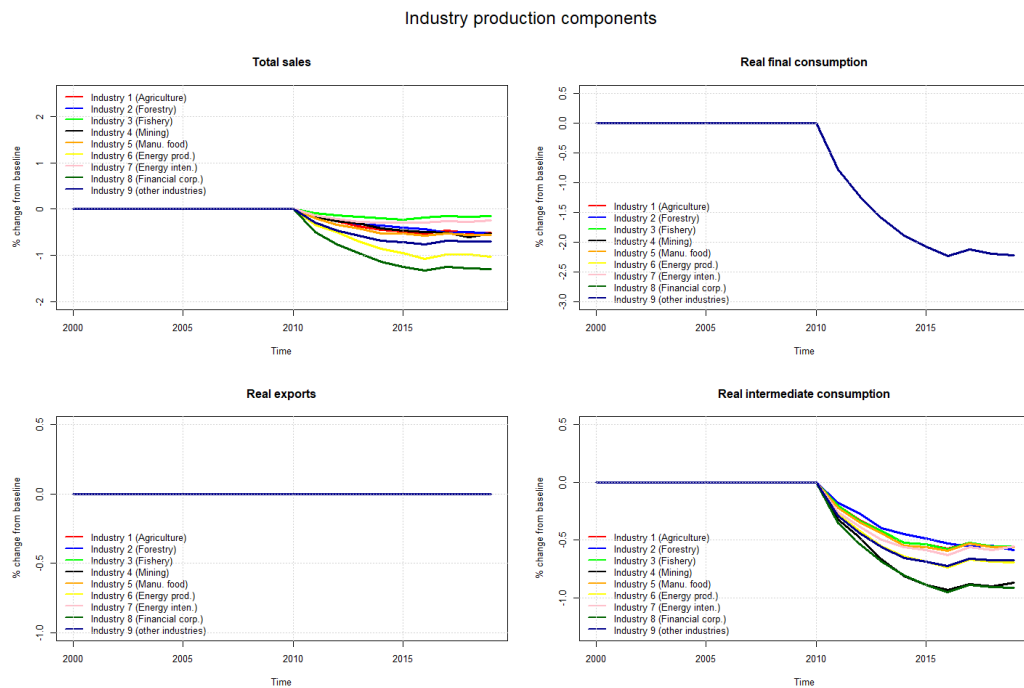 Industry production components
Total sales
% change from baseline
2
1
0
-1
-2
Industry 1 (Agriculture)
Industry 2 (Forestry)
Industry 3 (Fishery)
Industry 4 (Mining)
Industry 5 (Manu. food)
Industry 6 (Energy prod.)
Industry 7 (Energy inten.)
Industry 8 (Financial corp.)
Industry 9 (other industries)
2000 2005 2010 2015
Time
Real final consumption
% change from baseline
0.5
0.0
-0.5
-1.0
-1.5
-2.0
-2.5
-3.0
Industry 1 (Agriculture)
Industry 2 (Forestry)
Industry 3 (Fishery)
Industry 4 (Mining)
Industry 5 (Manu. food)
Industry 6 (Energy prod.)
Industry 7 (Energy inten.)
Industry 8 (Financial corp.)
Industry 9 (other industries)
2000 2005 2010 2015
Time
Real exports
% change from baseline
0.5
0.0
-0.5
-1.0
Industry 1 (Agriculture)
Industry 2 (Forestry)
Industry 3 (Fishery)
Industry 4 (Mining)
Industry 5 (Manu. food)
Industry 6 (Energy prod.)
Industry 7 (Energy inten.)
Industry 8 (Financial corp.)
Industry 9 (other industries)
2000 2005 2010 2015
Time
Real intermediate consumption
% change from baseline
0.5
0.0
-0.5
-1.0
Industry 1 (Agriculture)
Industry 2 (Forestry)
Industry 3 (Fishery)
Industry 4 (Mining)
Industry 5 (Manu. food)
Industry 6 (Energy prod.)
Industry 7 (Energy inten.)
Industry 8 (Financial corp.)
Industry 9 (other industries)
2000 2005 2010 2015
Time